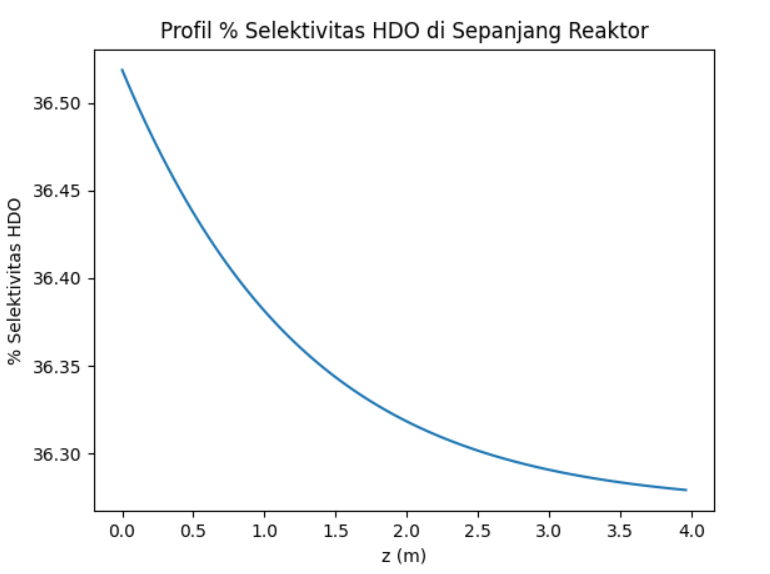 Profil % Selektivitas HDO di Sepanjang Reaktor
% Selektivitas HDO
36.50
36.45
36.40
36.35
36.30
0.0 0.5 1.0 1.5 2.0 2.5 3.0 3.5 4.0
z (m)